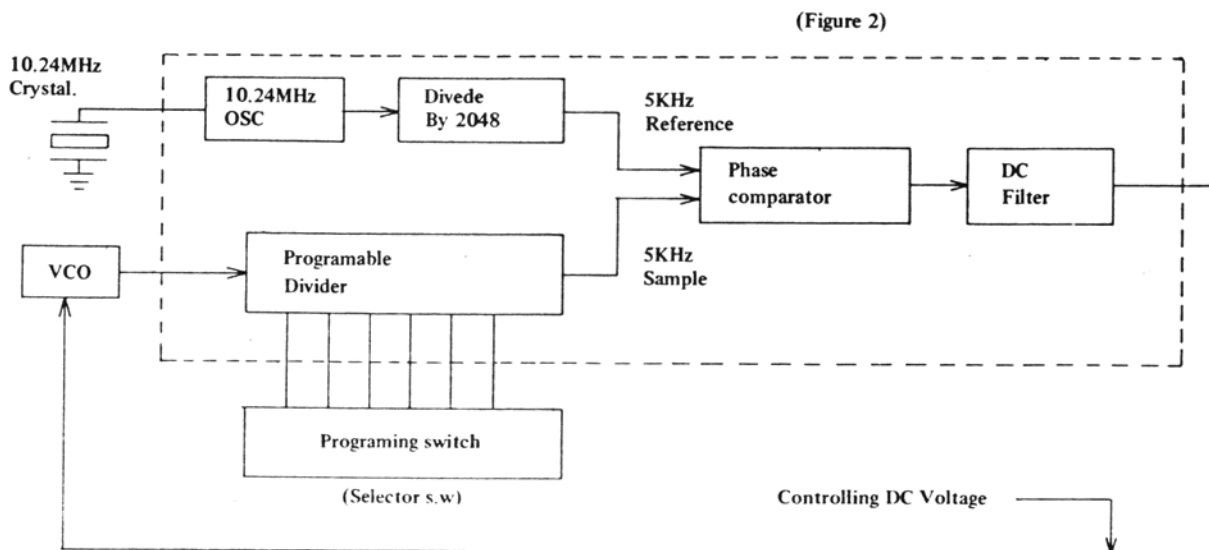 (Figure 2)
10.24MHz
Crystal.
10.24MHz
OSC
Divede
By 2048
5KHz
Reference
Phase
comparator
DC
Filter
VCO
Programable
Divider
5KHz
Sample
Programing switch
(Selector s.w)
Controlling DC Voltage